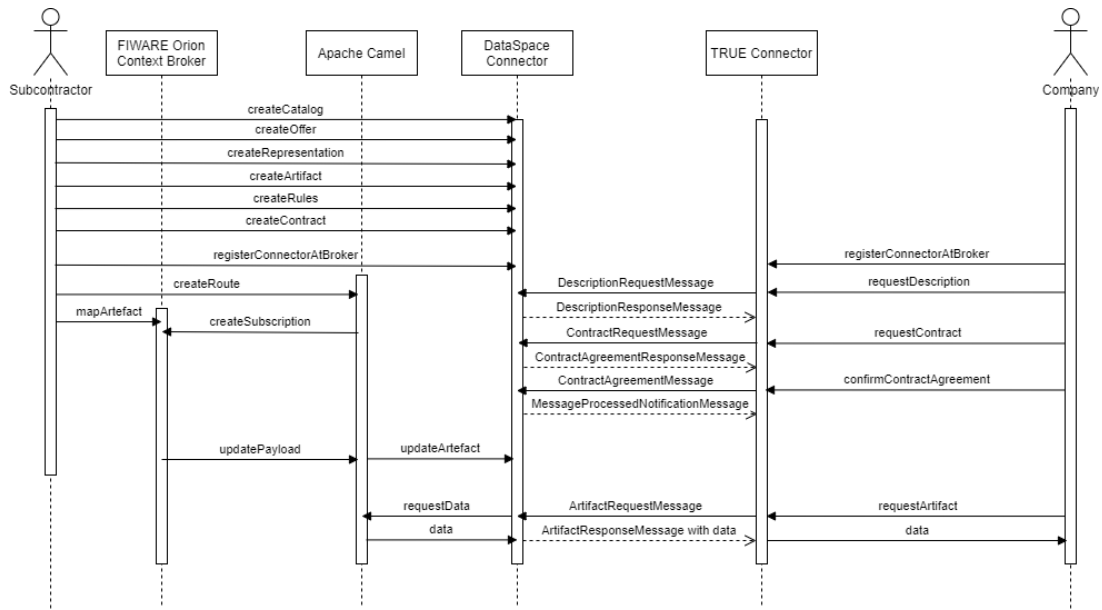 FIWARE Orion
Context Broker
Apache Camel
DataSpace
Connector
TRUE Connector
Subcontractor
Company
createCatalog
createOffer
createRepresentation
createArtifact
createRules
createContract
registerConnectorAtBroker
registerConnectorAtBroker
createRoute
DescriptionRequestMessage
requestDescription
mapArtefact
createSubscription
DescriptionResponseMessage
ContractRequestMessage
requestContract
ContractAgreementResponseMessage
ContractAgreementMessage
confirmContractAgreement
MessageProcessedNotificationMessage
updatePayload
updateArtefact
requestData
ArtifactRequestMessage
requestArtifact
data
ArtifactResponseMessage with data
data